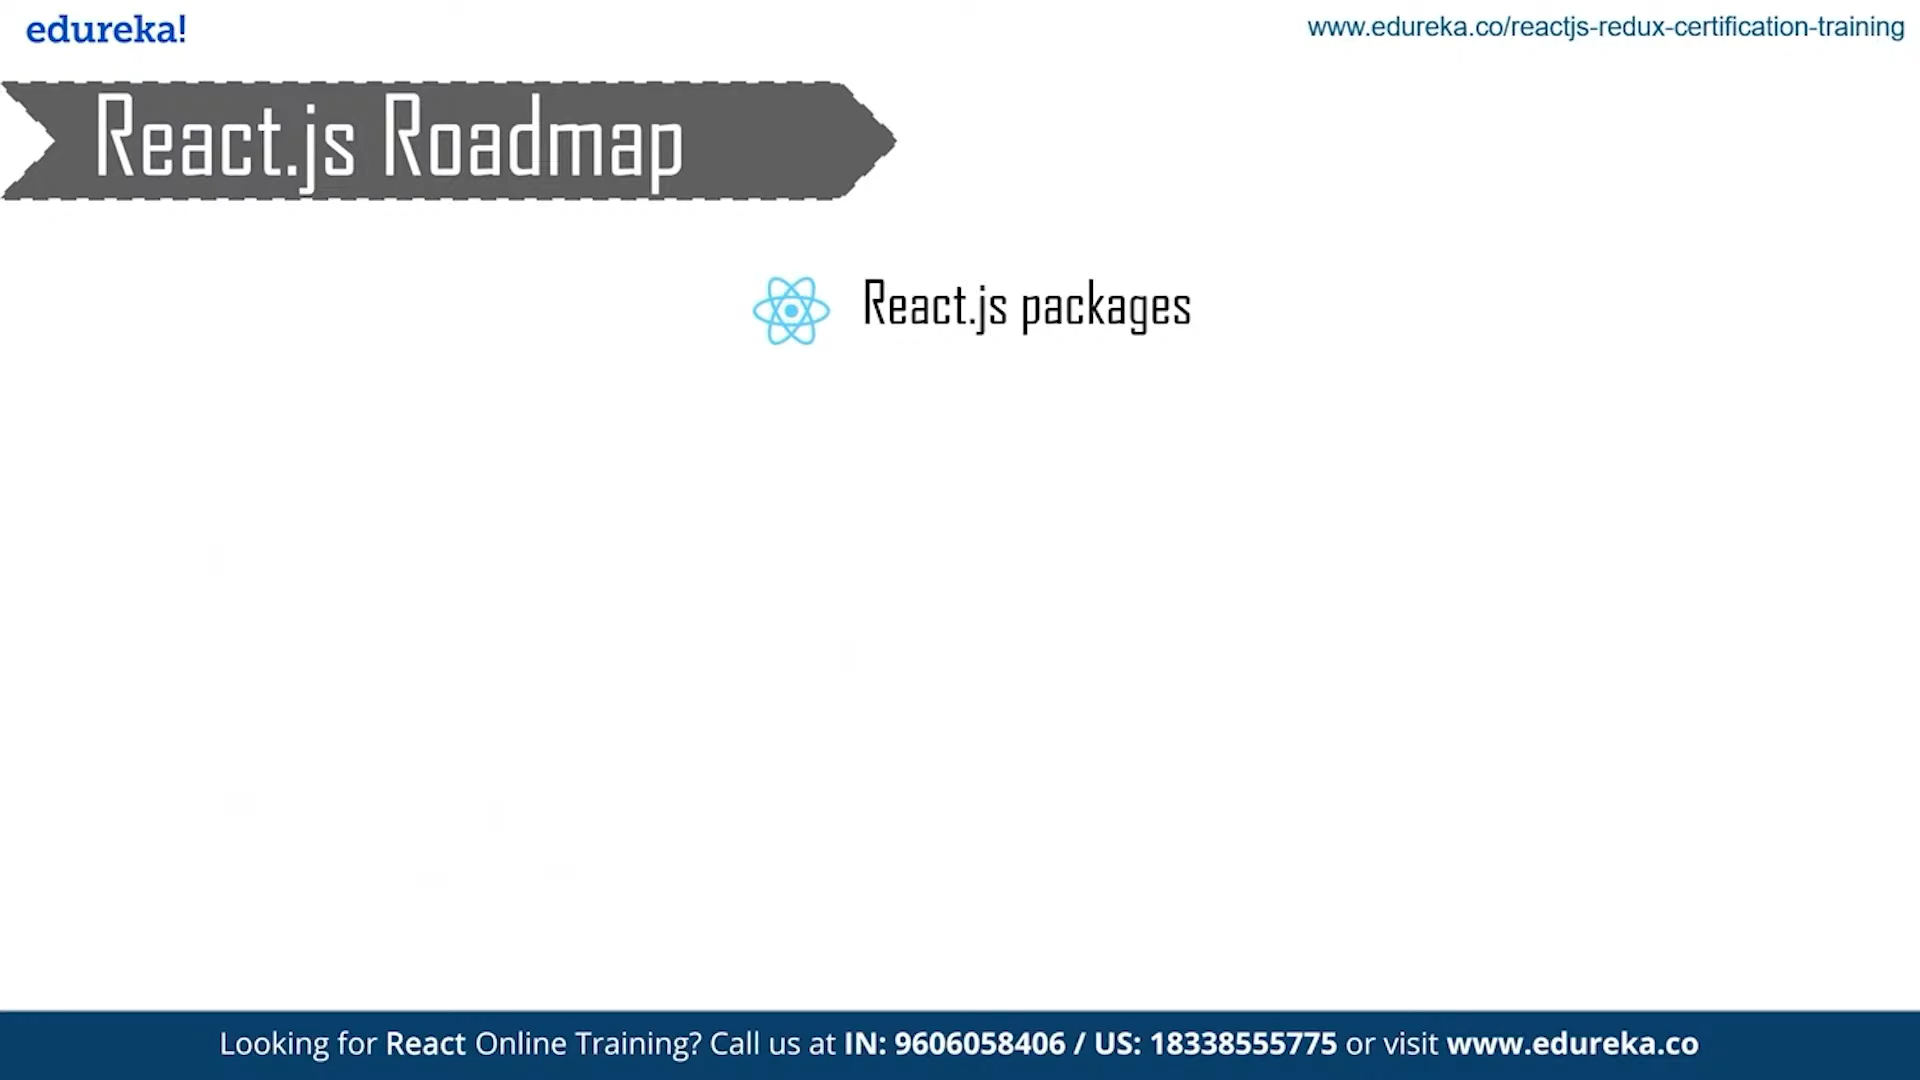 edureka!
www.edureka.co/reactjs-redux-certification-training
React.js Roadmap
React.js packages
Looking for React Online Training? Call us at IN: 9606058406 / US: 18338555775 or visit www.edureka.co